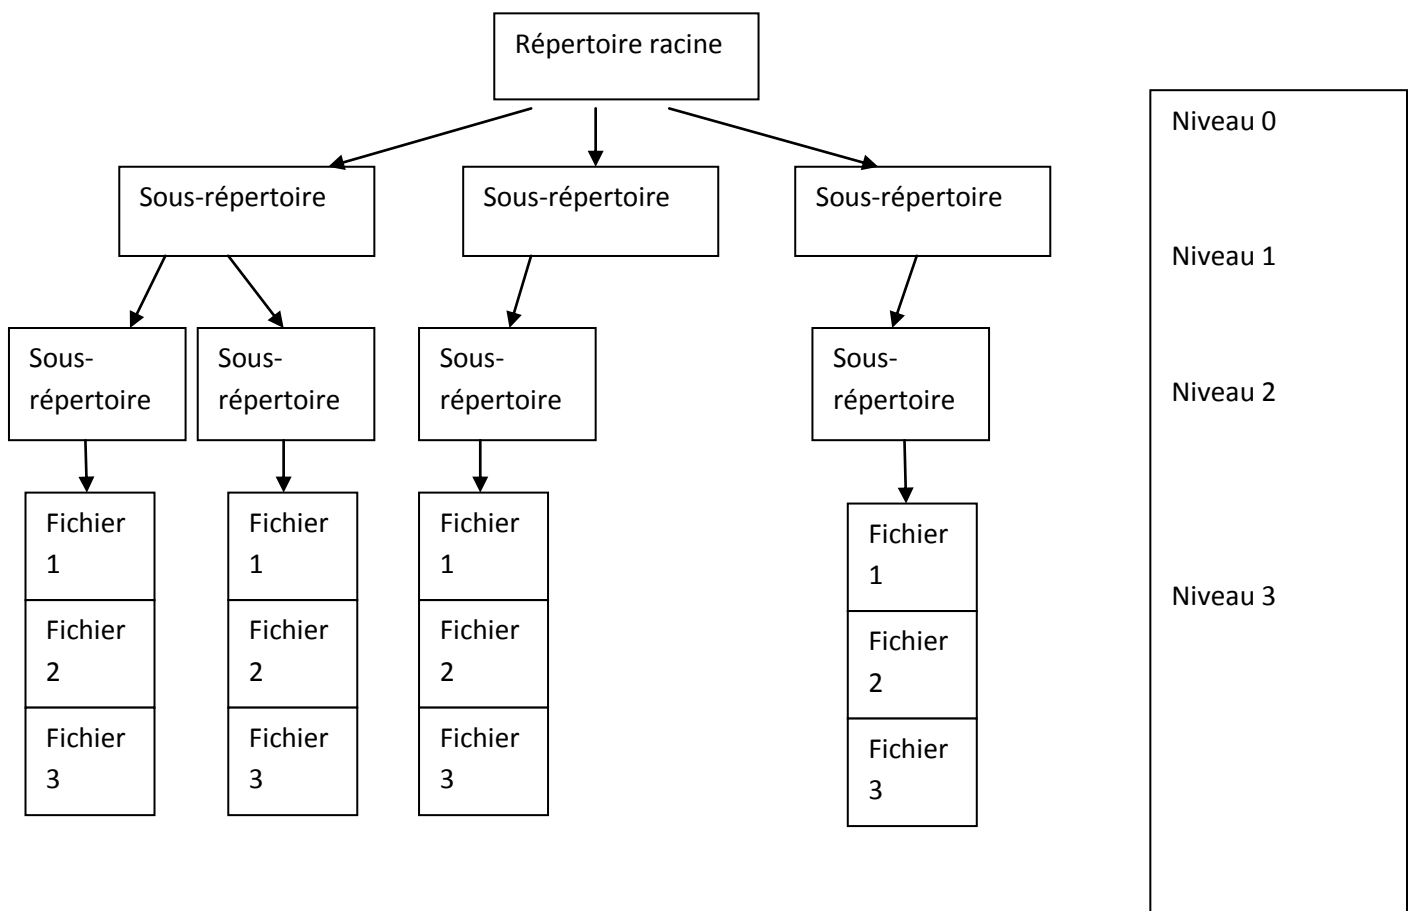 Répertoire racine
Niveau 0
Sous-répertoire
Sous-répertoire
Sous-répertoire
Niveau 1
Sous-
répertoire
Sous-
répertoire
Sous-
répertoire
Sous-
répertoire
Niveau 2
Fichier
1
Fichier
2
Fichier
3
Fichier
1
Fichier
2
Fichier
3
Fichier
1
Fichier
2
Fichier
3
Fichier
1
Fichier
2
Fichier
3
Niveau 3